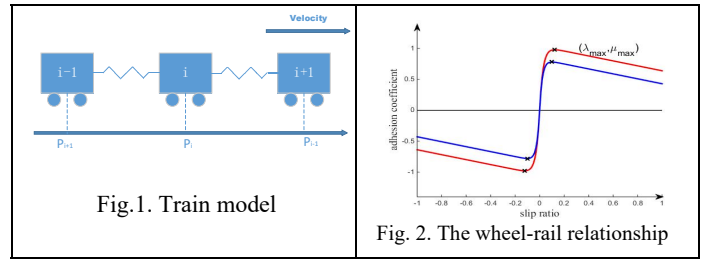 Velocity
i−1
i
i+1
Pi+1
Pi
Pi-1
Fig.1. Train model
(λmax,μmax)
1
0.5
0
-0.5
-1
adhesion coefficient
-1 -0.8 -0.6 -0.4 -0.2 0 0.2 0.4 0.6 0.8 1
slip ratio
Fig. 2. The wheel-rail relationship